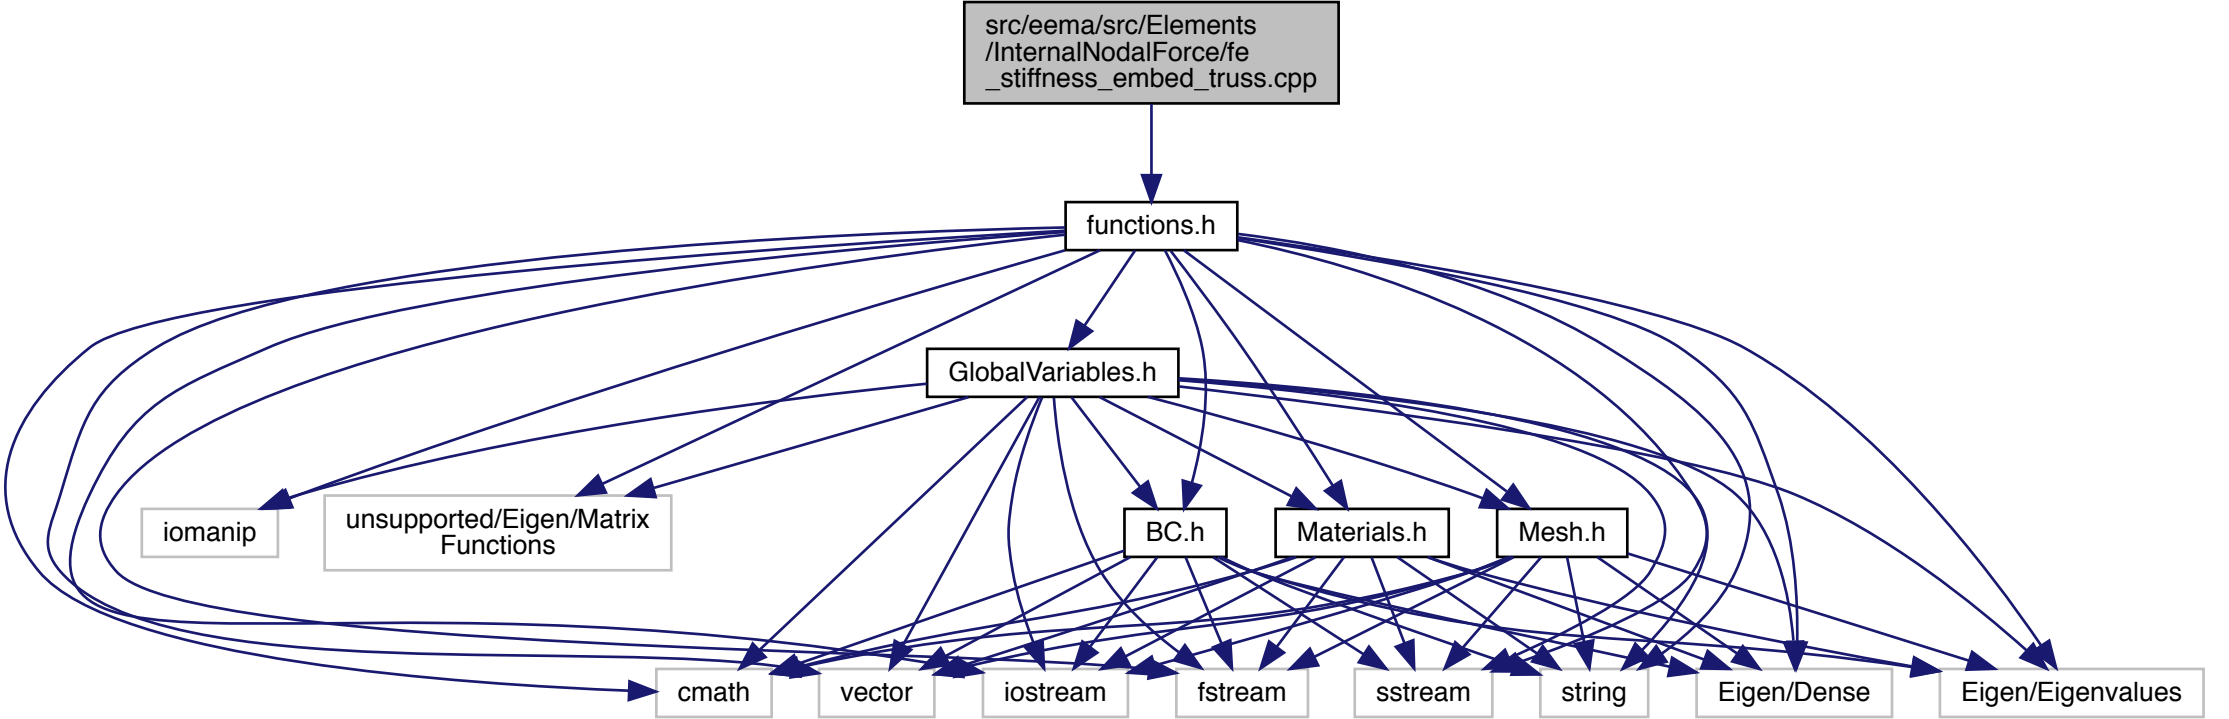 src/eema/src/Elements
/InternalNodalForce/fe
_stiffness_embed_truss.cpp
functions.h
GlobalVariables.h
iomanip
unsupported/Eigen/Matrix
Functions
BC.h
Materials.h
Mesh.h
cmath
vector
iostream
fstream
sstream
string
Eigen/Dense
Eigen/Eigenvalues